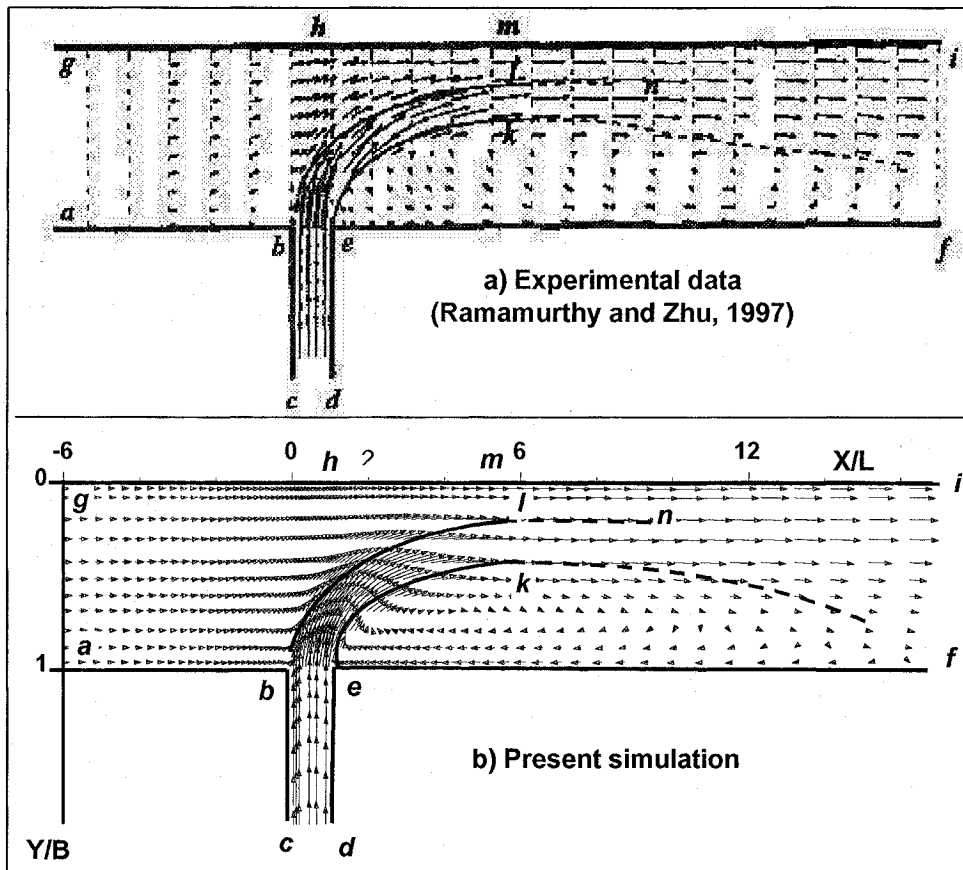 h m
g l i
n
k
a
b e f
a) Experimental data
(Ramamurthy and Zhu, 1997)
c d
-6 0 6 12 X/L
h ? m
0 i
g l n
k
a f
1
b e
b) Present simulation
c d
Y/B